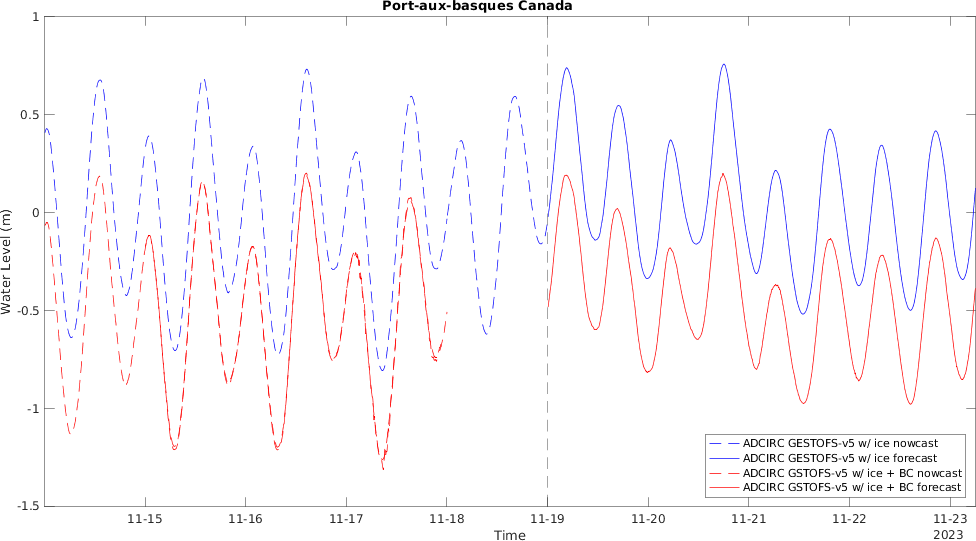 Port-aux-basques Canada
Water Level (m)
1
0.5
0
-0.5
-1
-1.5
ADCIRC GESTOFS-v5 w/ ice nowcast
ADCIRC GESTOFS-v5 w/ ice forecast
ADCIRC GSTOFS-v5 w/ ice + BC nowcast
ADCIRC GSTOFS-v5 w/ ice + BC forecast
11-15 11-16 11-17 11-18 11-19 11-20 11-21 11-22 11-23
Time
2023